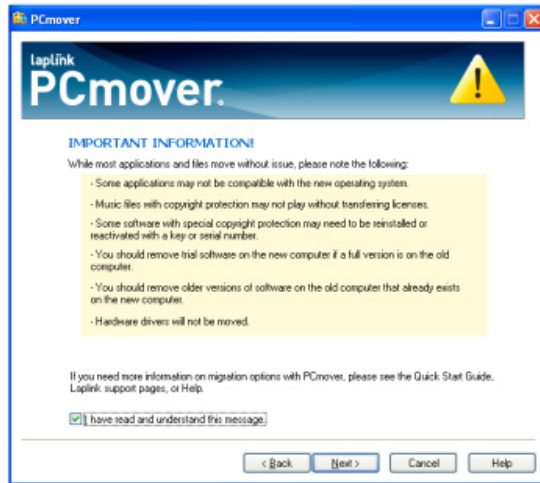 PCmover
laplink
PCmover.
IMPORTANT INFORMATION!
While most applications and files move without issue, please note the following:
- Some applications may not be compatible with the new operating system.
- Music files with copyright protection may not play without transferring licenses.
- Some software with special copyright protection may need to be reinstalled or
reactivated with a key or serial number.
- You should remove trial software on the new computer if a full version is on the old
computer.
- You should remove older versions of software on the old computer that already exists
on the new computer.
- Hardware drivers will not be moved.
If you need more information on migration options with PCmover, please see the Quick Start Guide,
Laplink support pages, or Help.
I have read and understand this message.
< Back Next > Cancel Help